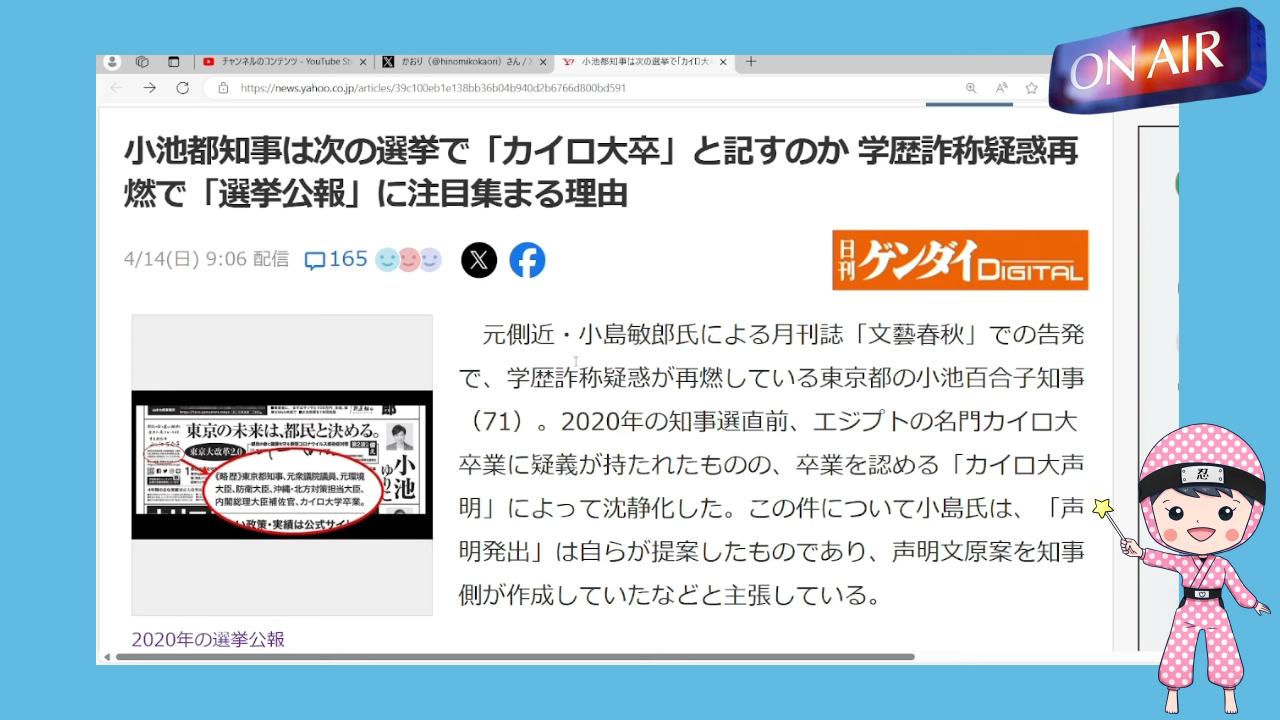 ON AIR
チャンネルのコンテンツ - YouTube St
かおり（@hinomikokaori）さん / X
小池都知事は次の選挙で「カイロ大
https://news.yahoo.co.jp/articles/39c100eb1e138bb36b04b940d2b6766d800bd591
小池都知事は次の選挙で「カイロ大卒」と記すのか 学歴詐称疑惑再
燃で「選挙公報」に注目集まる理由
4/14(日) 9:06 配信
165
日刊ゲンダイDIGITAL
元側近・小島敏郎氏による月刊誌「文藝春秋」での告発
で、学歴詐称疑惑が再燃している東京都の小池百合子知事
（71）。2020年の知事選直前、エジプトの名門カイロ大
卒業に疑義が持たれたものの、卒業を認める「カイロ大声
明」によって沈静化した。この件について小島氏は、「声
明発出」は自らが提案したものであり、声明文原案を知事
側が作成していたなどと主張している。
東京の未来は、都民と決める。
東京大改革2.0
小池
《略歴》東京都知事、元衆議院議員、元環境
大臣、防衛大臣、沖縄・北方対策担当大臣、
内閣総理大臣補佐官、カイロ大学卒業。
政策・実績は公式サイ
2020年の選挙公報
忍